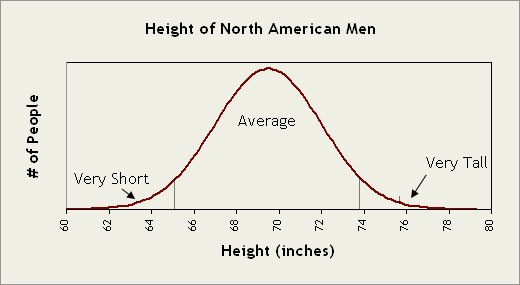 Height of North American Men
# of People
Average
Very Tall
Very Short
60 62 64 66 68 70 72 74 76 78 80
Height (inches)